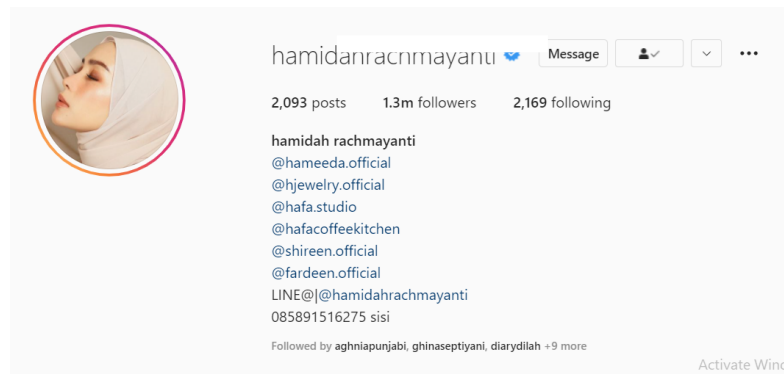 hamidahrachmayanti Message
2,093 posts 1.3m followers 2,169 following
hamidah rachmayanti
@hameeda.official
@hjewelry.official
@hafa.studio
@hafacoffeekitchen
@shireen.official
@fardeen.official
LINE@|@hamidahrachmayanti
085891516275 sisi
Followed by aghniapunjabi, ghinaseptiyani, diarydilah +9 more
Activate Wind